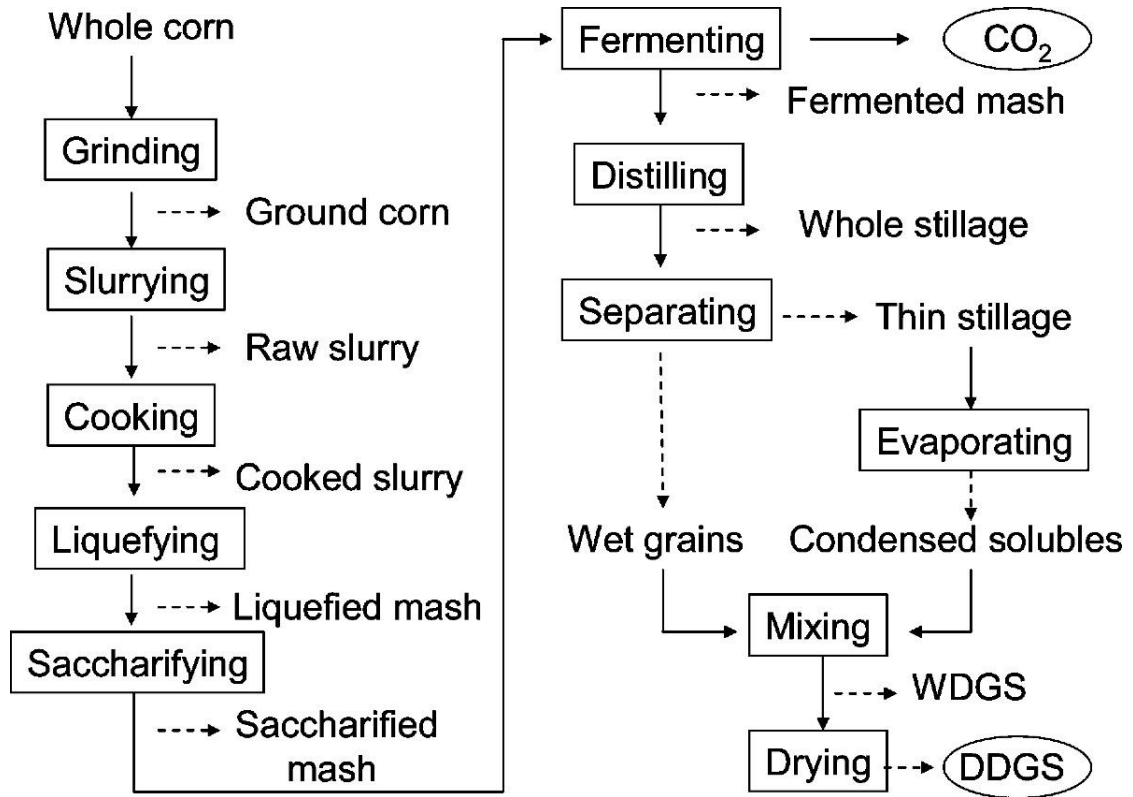 Whole corn
Grinding
Ground corn
Slurrying
Raw slurry
Cooking
Cooked slurry
Liquefying
Liquefied mash
Saccharifying
Saccharified
mash
Fermenting
CO₂
Fermented mash
Distilling
Whole stillage
Separating
Thin stillage
Evaporating
Wet grains
Condensed solubles
Mixing
WDGS
Drying
DDGS